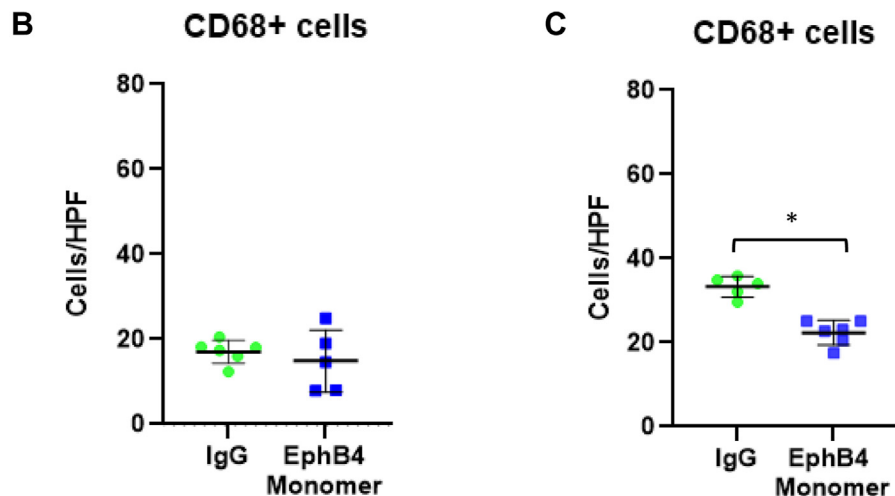 B
CD68+ cells
Cells/HPF
80
60
40
20
0
IgG
EphB4
Monomer
C
CD68+ cells
Cells/HPF
80
60
40
20
0
*
IgG
EphB4
Monomer